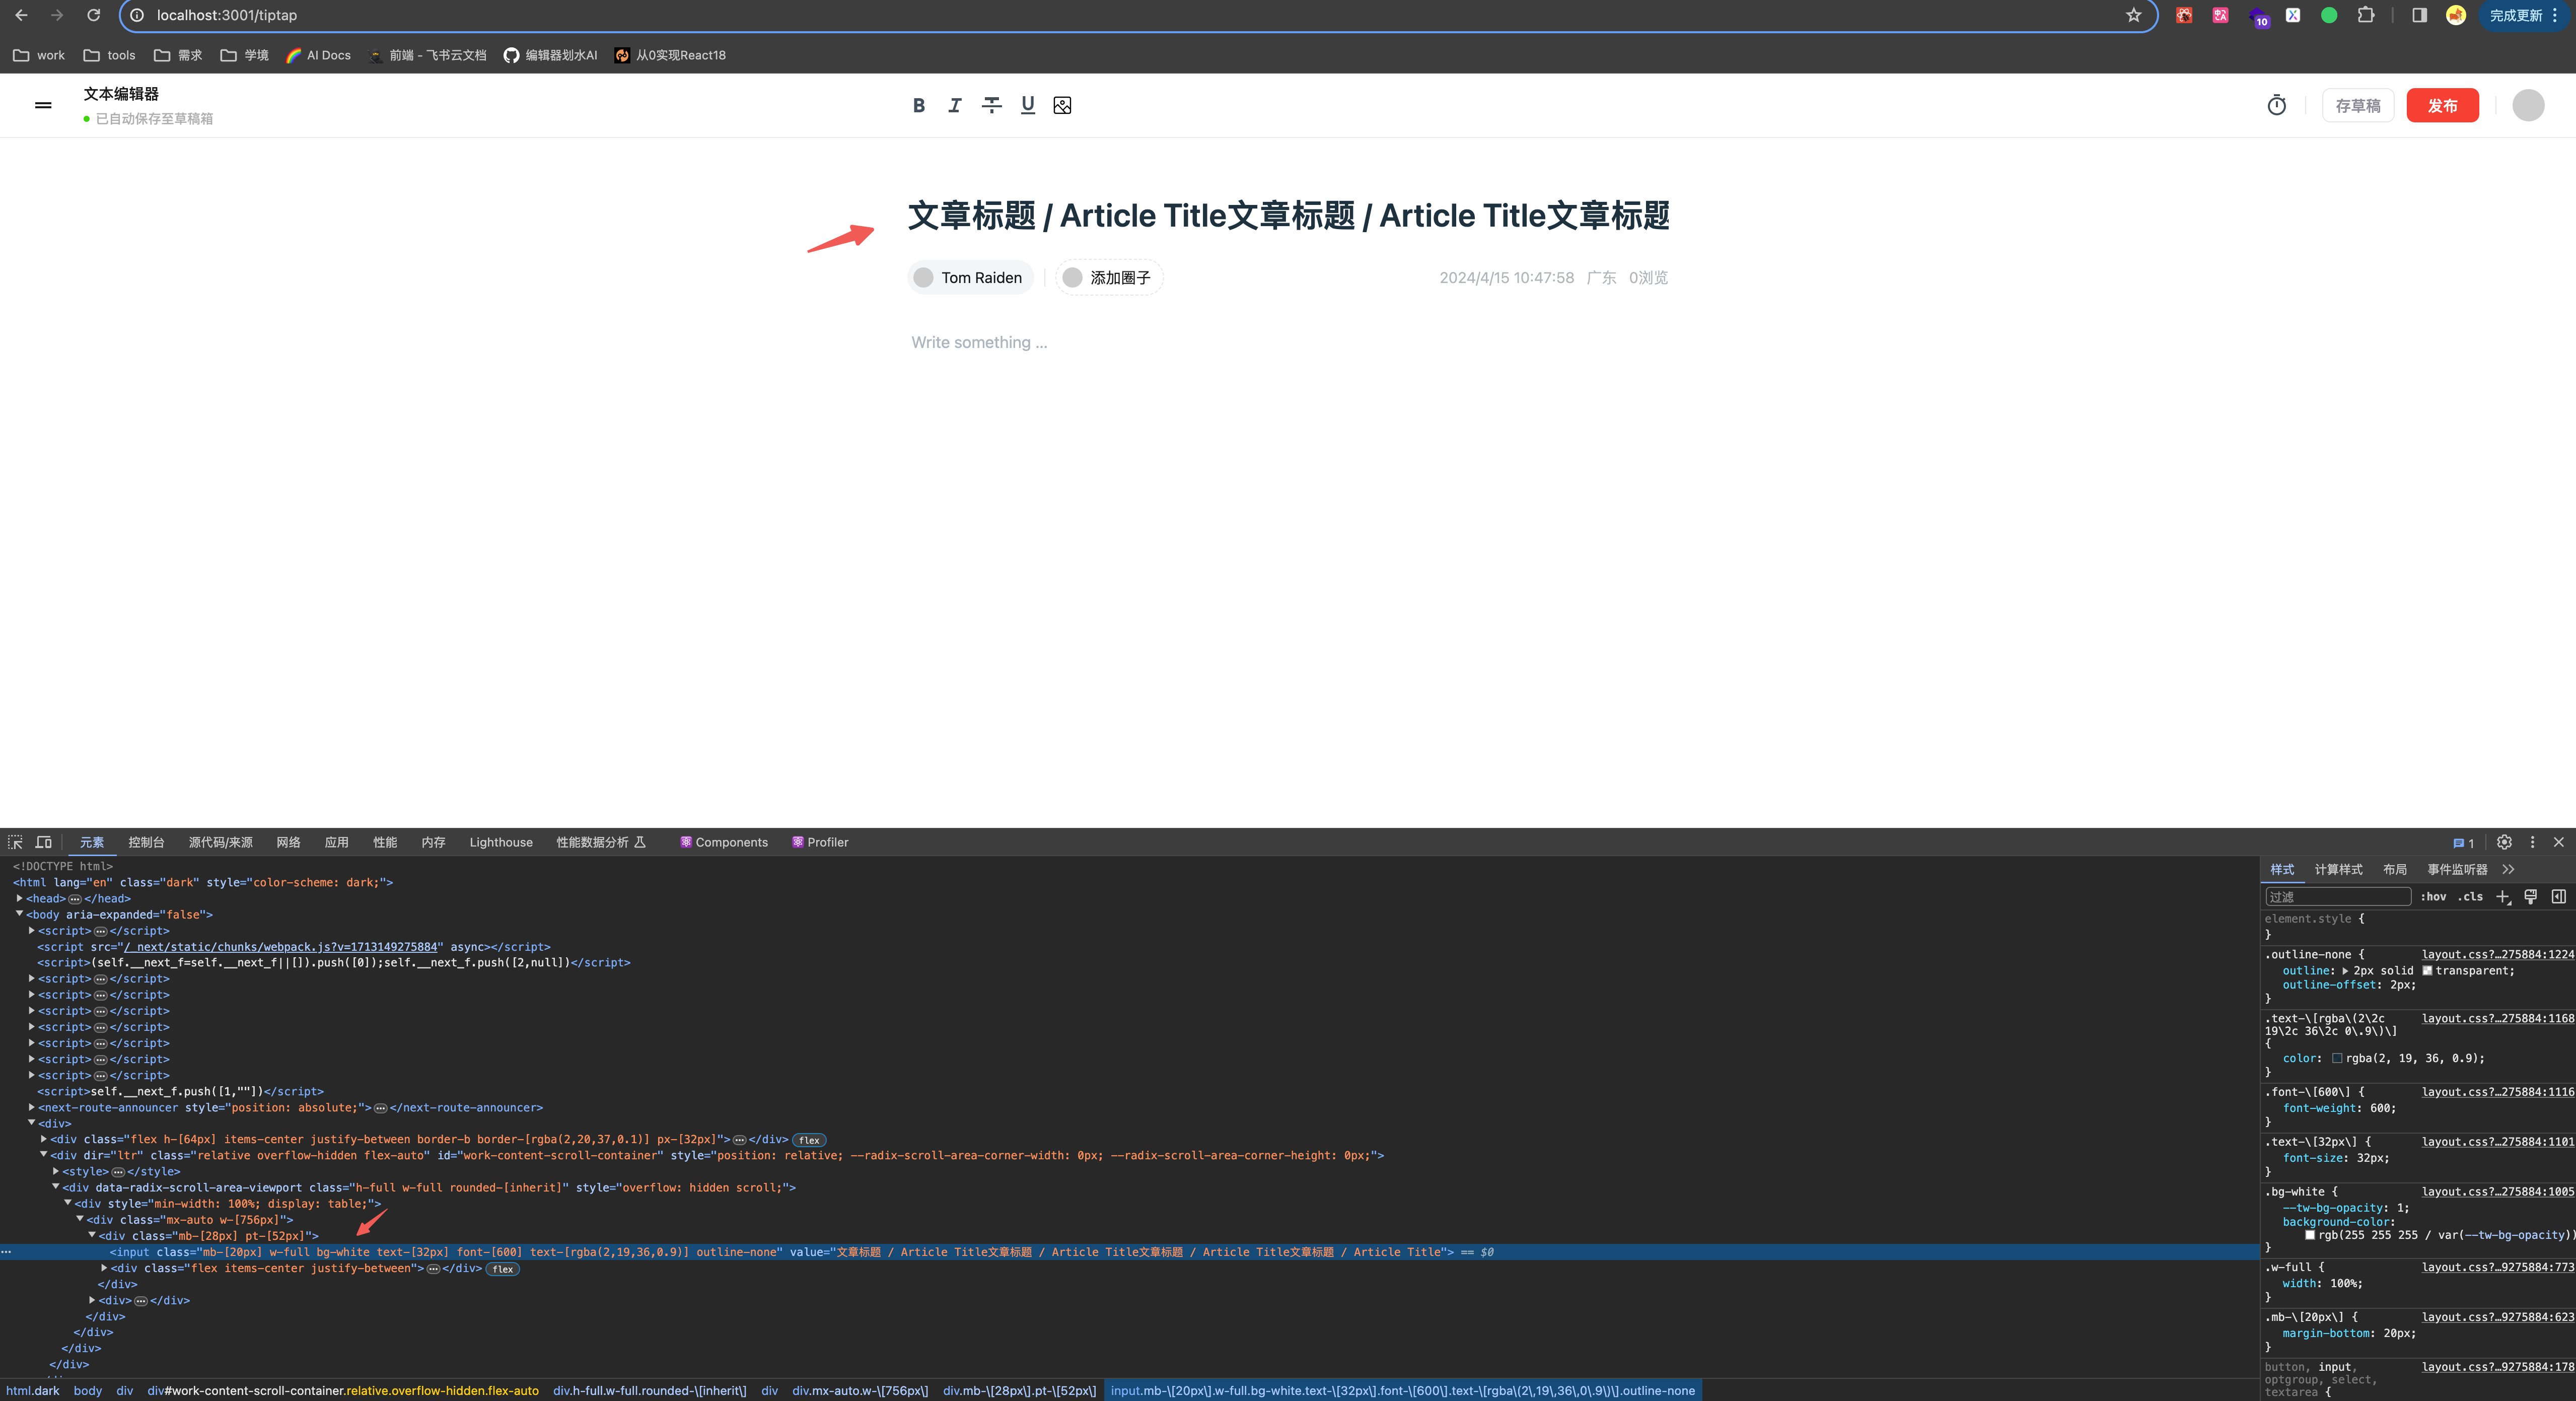 localhost:3001/tiptap
10
完成更新
work
tools
需求
学境
AI Docs
前端 - 飞书云文档
编辑器划水AI
从0实现React18
文本编辑器
已自动保存至草稿箱
B I T U
存草稿
发布
文章标题 / Article Title文章标题 / Article Title文章标题
Tom Raiden
添加圈子
2024/4/15 10:47:58 广东 0浏览
Write something ...
元素 控制台 源代码/来源 网络 应用 性能 内存 Lighthouse 性能数据分析 Components Profiler
1
<!DOCTYPE html>
<html lang="en" class="dark" style="color-scheme: dark;">
<head>…</head>
<body aria-expanded="false">
<script>…</script>
<script src="/_next/static/chunks/webpack.js?v=1713149275884" async></script>
<script>(self.__next_f=self.__next_f||[]).push([0]);self.__next_f.push([2,null])</script>
<script>…</script>
<script>…</script>
<script>…</script>
<script>…</script>
<script>…</script>
<script>…</script>
<script>…</script>
<script>self.__next_f.push([1,""])</script>
<next-route-announcer style="position: absolute;">…</next-route-announcer>
<div>
<div class="flex h-[64px] items-center justify-between border-b border-[rgba(2,20,37,0.1)] px-[32px]">…</div> flex
<div dir="ltr" class="relative overflow-hidden flex-auto" id="work-content-scroll-container" style="position: relative; --radix-scroll-area-corner-width: 0px; --radix-scroll-area-corner-height: 0px;">
<style>…</style>
<div data-radix-scroll-area-viewport class="h-full w-full rounded-[inherit]" style="overflow: hidden scroll;">
<div style="min-width: 100%; display: table;">
<div class="mx-auto w-[756px]">
<div class="mb-[28px] pt-[52px]">
<input class="mb-[20px] w-full bg-white text-[32px] font-[600] text-[rgba(2,19,36,0.9)] outline-none" value="文章标题 / Article Title文章标题 / Article Title文章标题 / Article Title文章标题 / Article Title"> == $0
<div class="flex items-center justify-between">…</div> flex
</div>
<div>…</div>
</div>
</div>
</div>
</div>
html.dark body div div#work-content-scroll-container.relative.overflow-hidden.flex-auto div.h-full.w-full.rounded-\[inherit\] div div.mx-auto.w-\[756px\] div.mb-\[28px\].pt-\[52px\] input.mb-\[20px\].w-full.bg-white.text-\[32px\].font-\[600\].text-\[rgba\(2\,19\,36\,0\.9\)\].outline-none
样式 计算样式 布局 事件监听器
过滤 :hov .cls
element.style {
}
.outline-none { layout.css?…275884:1224
outline: 2px solid transparent;
outline-offset: 2px;
}
.text-\[rgba\(2\2c layout.css?…275884:1168
19\2c 36\2c 0\.9\)\]
{
color: rgba(2, 19, 36, 0.9);
}
.font-\[600\] { layout.css?…275884:1116
font-weight: 600;
}
.text-\[32px\] { layout.css?…275884:1101
font-size: 32px;
}
.bg-white { layout.css?…275884:1005
--tw-bg-opacity: 1;
background-color:
rgb(255 255 255 / var(--tw-bg-opacity))
}
.w-full { layout.css?…9275884:773
width: 100%;
}
.mb-\[20px\] { layout.css?…9275884:623
margin-bottom: 20px;
}
button, input, layout.css?…9275884:178
optgroup, select,
textarea {